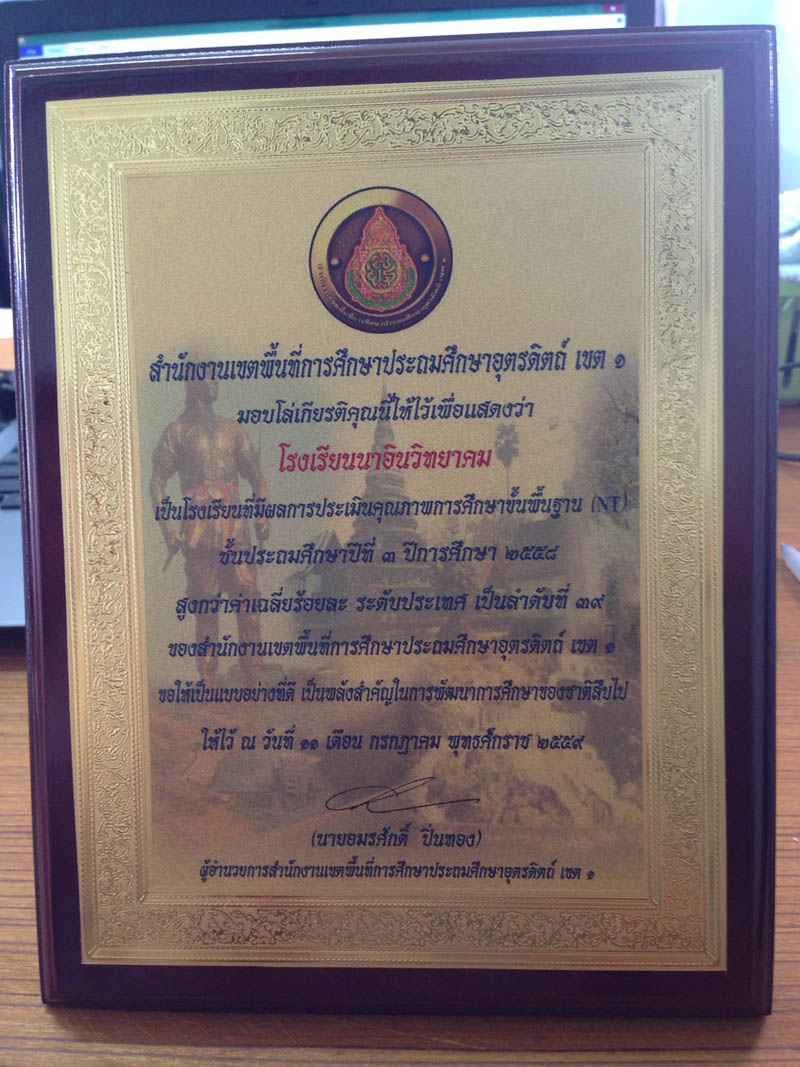 สำนักงานเขตพื้นที่การศึกษาประถมศึกษาอุตรดิตถ์ เขต ๑
มอบโล่เกียรติคุณนี้ให้ไว้เพื่อแสดงว่า
โรงเรียนนาอินวิทยาคม
เป็นโรงเรียนที่มีผลการประเมินคุณภาพการศึกษาขั้นพื้นฐาน (NT)
ชั้นประถมศึกษาปีที่ ๓ ปีการศึกษา ๒๕๕๘
สูงกว่าค่าเฉลี่ยร้อยละ ระดับประเทศ เป็นลำดับที่ ๓๙
ของสำนักงานเขตพื้นที่การศึกษาประถมศึกษาอุตรดิตถ์ เขต ๑
ขอให้เป็นแบบอย่างที่ดี เป็นพลังสำคัญในการพัฒนาการศึกษาของชาติสืบไป
ให้ไว้ ณ วันที่ ๑๑ เดือน กรกฎาคม พุทธศักราช ๒๕๕๙
(นายอมรศักดิ์ ปิ่นทอง)
ผู้อำนวยการสำนักงานเขตพื้นที่การศึกษาประถมศึกษาอุตรดิตถ์ เขต ๑